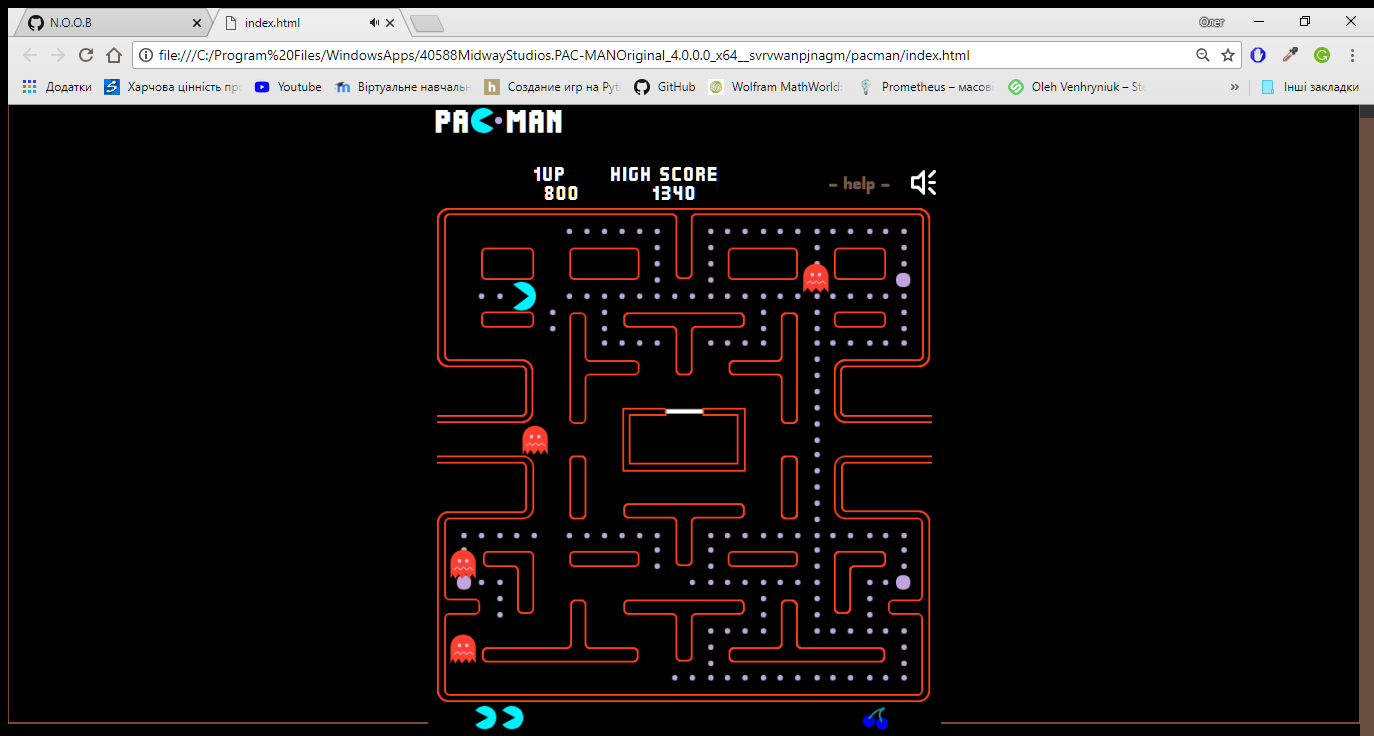 N.O.O.B
index.html
Олег
file:///C:/Program%20Files/WindowsApps/40588MidwayStudios.PAC-MANOriginal_4.0.0.0_x64__svrvwanpjnagm/pacman/index.html
Додатки
Харчова цінність пр
Youtube
Віртуальне навчаль
Создание игр на Pyt
GitHub
Wolfram MathWorld:
Prometheus – масов
Oleh Venhryniuk – Ste
»
Інші закладки
PAC-MAN
1UP
HIGH SCORE
800
1340
– help –